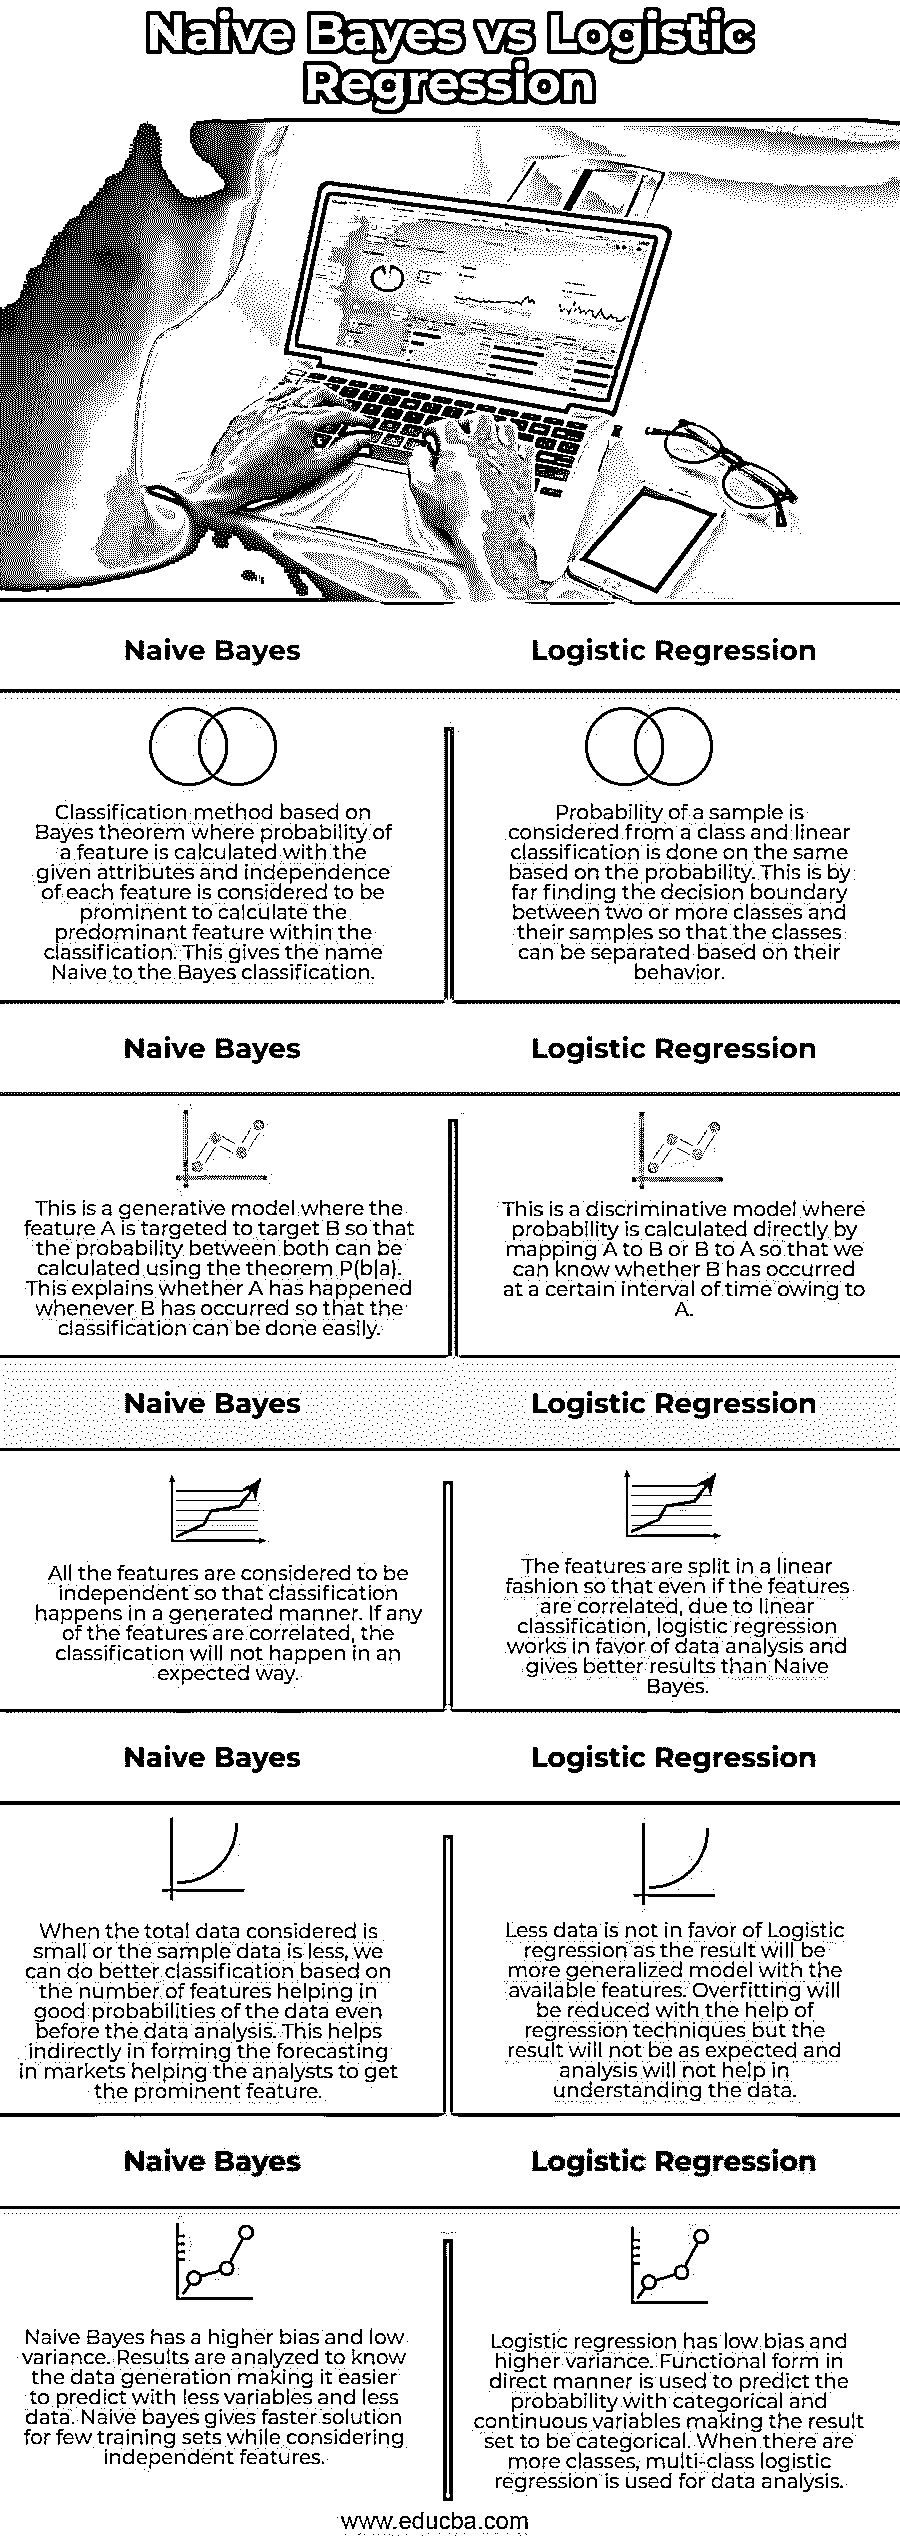 Naive Bayes vs Logistic
Regression
Naive Bayes
Logistic Regression
Classification method based on
Bayes theorem where probability of
a feature is calculated with the
given attributes and independence
of each feature is considered to be
prominent to calculate the
predominant feature within the
classification. This gives the name
Naive to the Bayes classification.
Probability of a sample is
considered from a class and linear
classification is done on the same
based on the probability. This is by
far finding the decision boundary
between two or more classes and
their samples so that the classes
can be separated based on their
behavior.
Naive Bayes
Logistic Regression
This is a generative model where the
feature A is targeted to target B so that
the probability between both can be
calculated using the theorem P(b|a).
This explains whether A has happened
whenever B has occurred so that the
classification can be done easily.
This is a discriminative model where
probability is calculated directly by
mapping A to B or B to A so that we
can know whether B has occurred
at a certain interval of time owing to
A.
Naive Bayes
Logistic Regression
All the features are considered to be
independent so that classification
happens in a generated manner. If any
of the features are correlated, the
classification will not happen in an
expected way.
The features are split in a linear
fashion so that even if the features
are correlated, due to linear
classification, logistic regression
works in favor of data analysis and
gives better results than Naive
Bayes.
Naive Bayes
Logistic Regression
When the total data considered is
small or the sample data is less, we
can do better classification based on
the number of features helping in
good probabilities of the data even
before the data analysis. This helps
indirectly in forming the forecasting
in markets helping the analysts to get
the prominent feature.
Less data is not in favor of Logistic
regression as the result will be
more generalized model with the
available features. Overfitting will
be reduced with the help of
regression techniques but the
result will not be as expected and
analysis will not help in
understanding the data.
Naive Bayes
Logistic Regression
Naive Bayes has a higher bias and low
variance. Results are analyzed to know
the data generation making it easier
to predict with less variables and less
data. Naive bayes gives faster solution
for few training sets while considering
independent features.
Logistic regression has low bias and
higher variance. Functional form in
direct manner is used to predict the
probability with categorical and
continuous variables making the result
set to be categorical. When there are
more classes, multi-class logistic
regression is used for data analysis.
www.educba.com